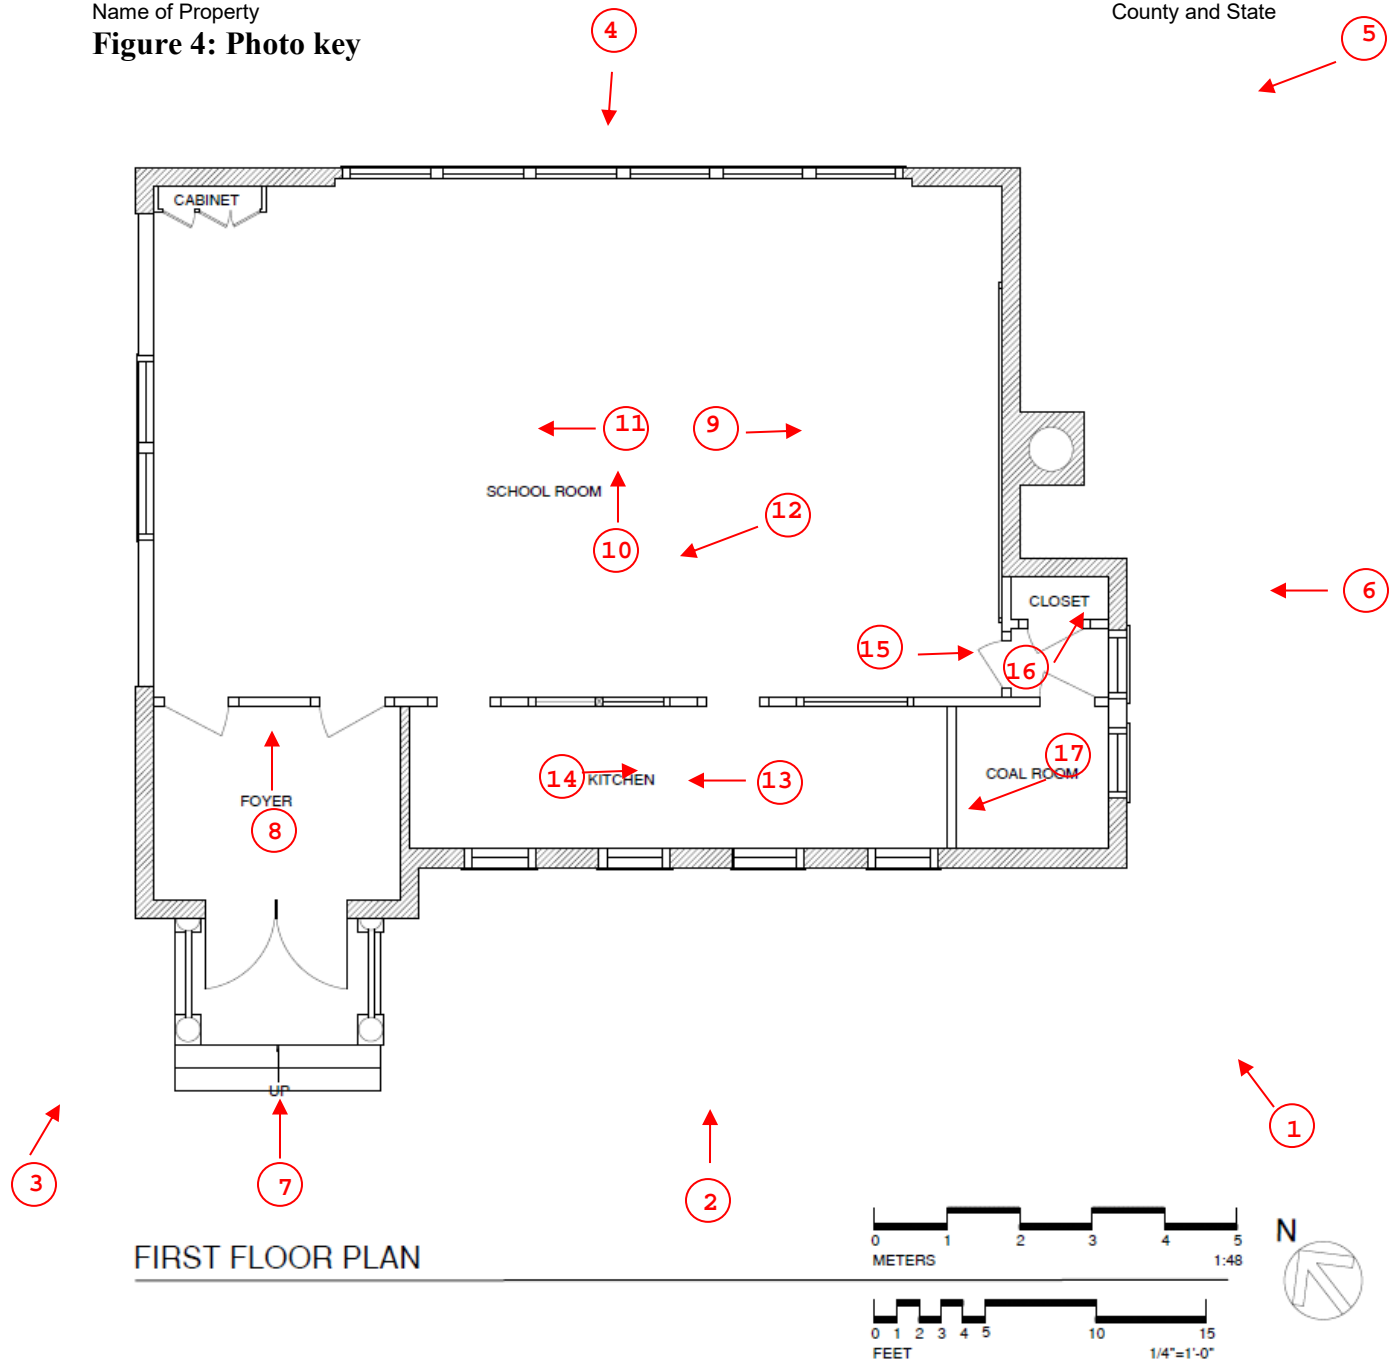 Name of Property
County and State
Figure 4: Photo key
4
5
CABINET
11
9
SCHOOL ROOM
12
10
6
CLOSET
15
16
17
14
KITCHEN
13
COAL ROOM
FOYER
8
UP
1
3
7
2
FIRST FLOOR PLAN
0 1 2 3 4 5
METERS 1:48
N
0 1 2 3 4 5 10 15
FEET 1/4"=1'-0"